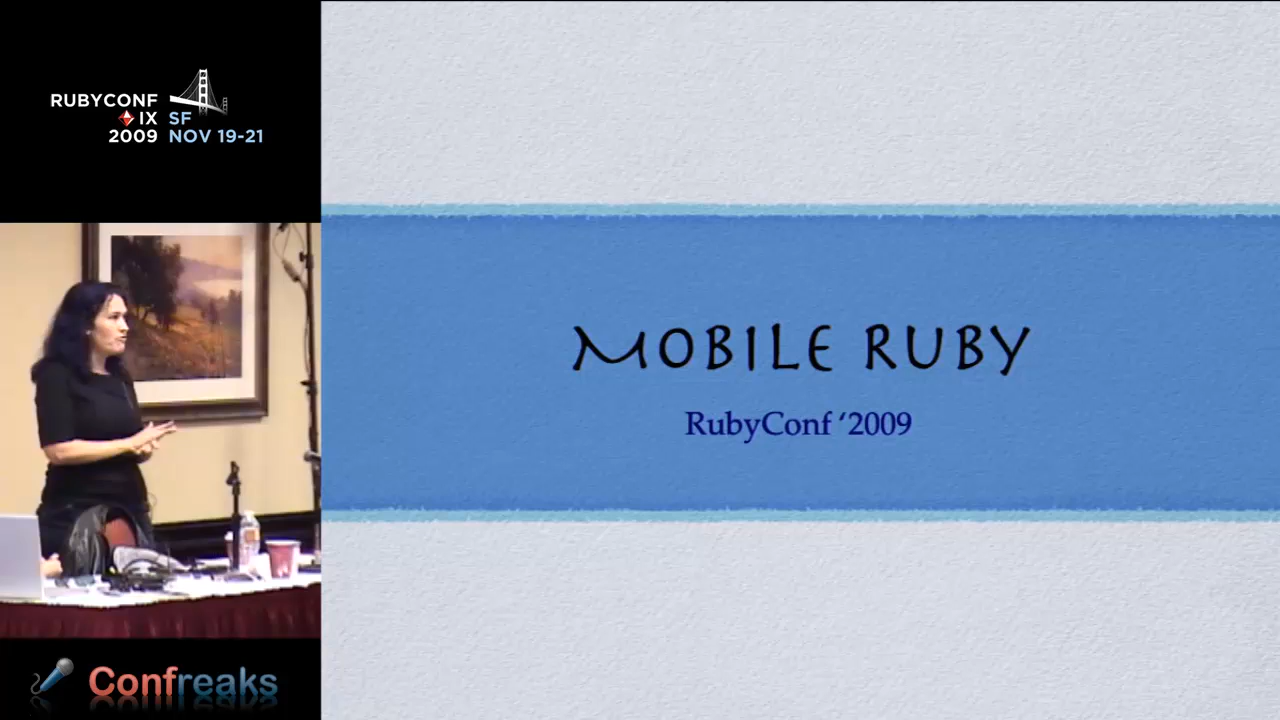 RUBYCONF
IX SF
2009 NOV 19-21
MOBILE RUBY
RubyConf ‘2009
Confreaks